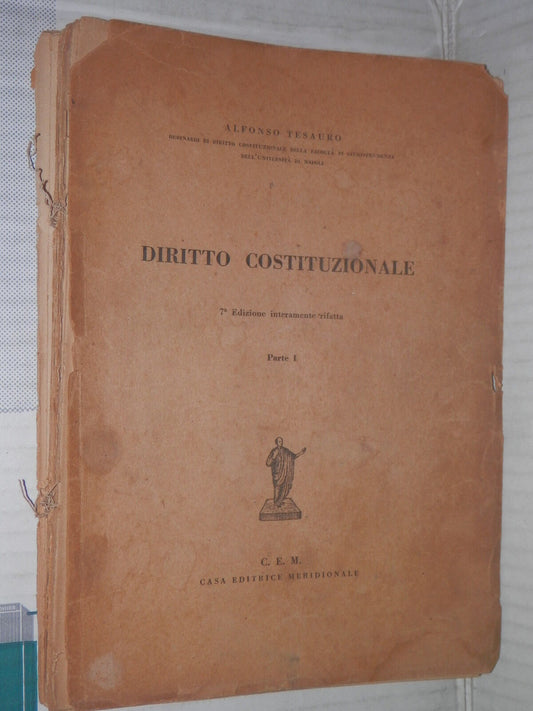 ALFONSO TESAURO
ORDINARIO DI DIRITTO COSTITUZIONALE NELLA FACOLTÀ DI GIURISPRUDENZA
DELL'UNIVERSITÀ DI NAPOLI
DIRITTO COSTITUZIONALE
7ª Edizione interamente rifatta
Parte I
C. E. M.
CASA EDITRICE MERIDIONALE